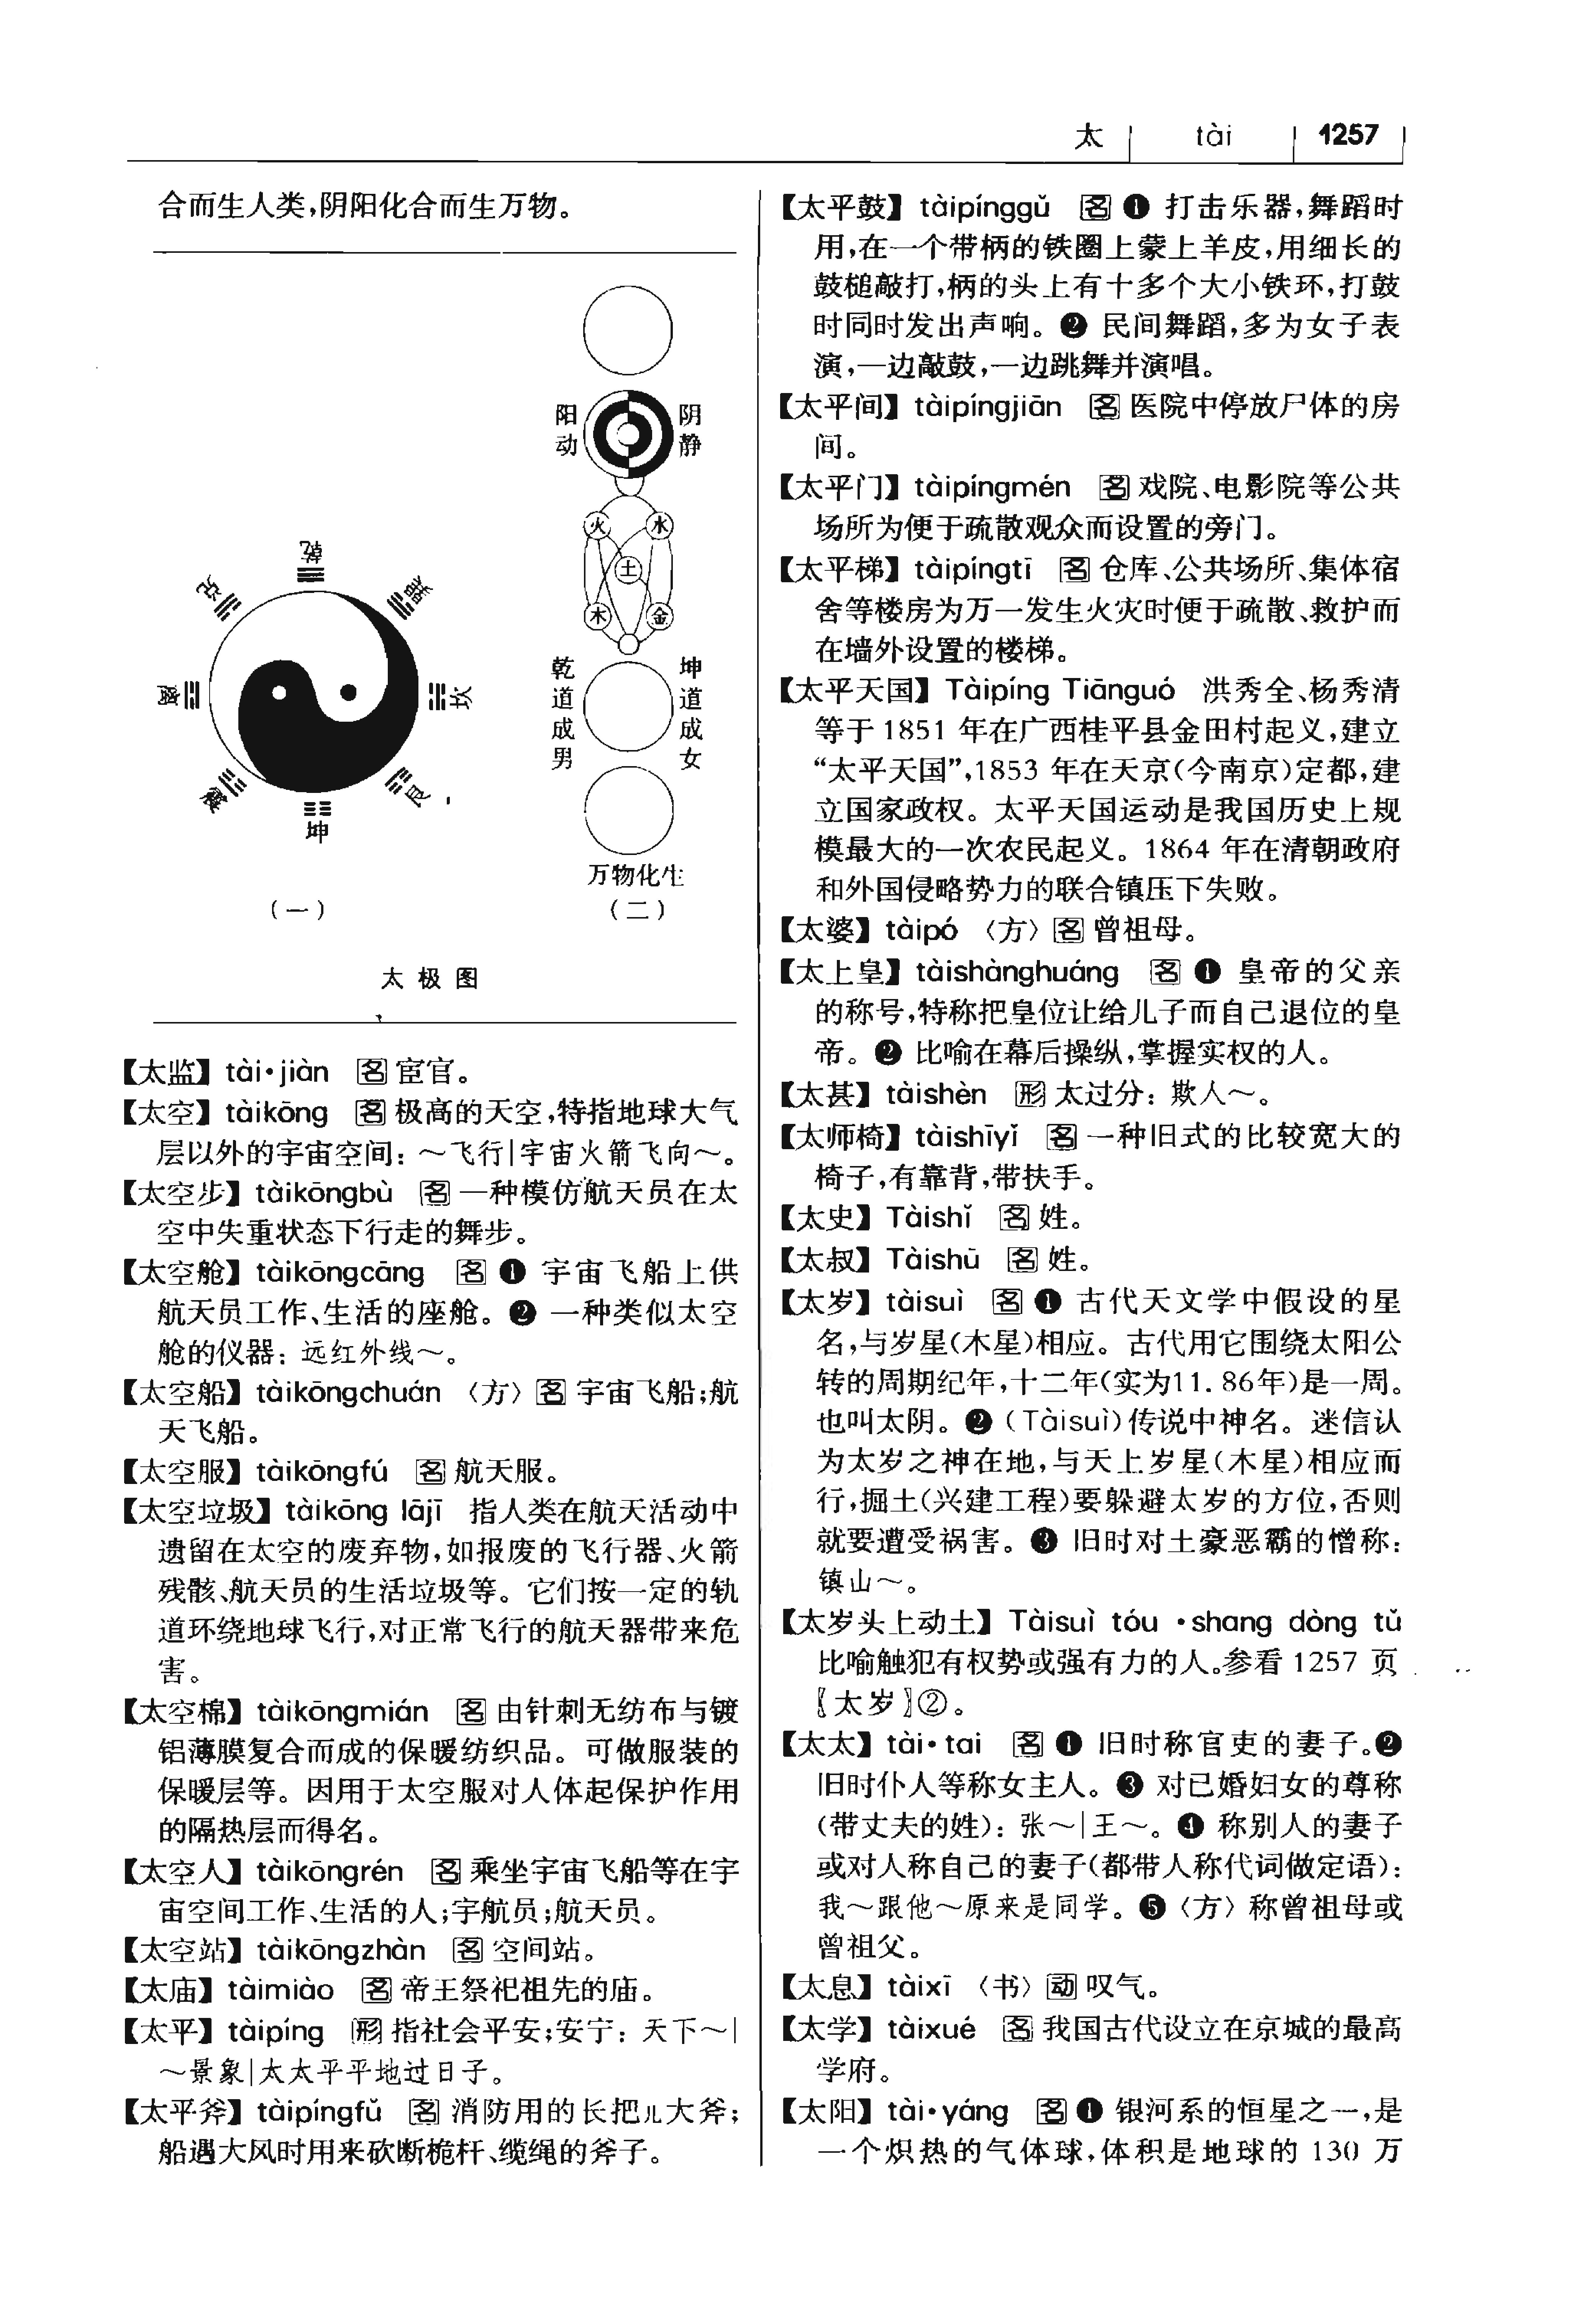 太 tài 1257
合而生人类,阴阳化合而生万物。
阳动
阴静
火
水
土
木
金
乾道成男
坤道成女
万物化生
乾
兑
巽
离
坎
震
艮
坤
(一)
(二)
太极图
【太监】tài·jiàn 名 宦官。
【太空】tàikōng 名 极高的天空,特指地球大气
层以外的宇宙空间:～飞行|宇宙火箭飞向～。
【太空步】tàikōngbù 名 一种模仿航天员在太
空中失重状态下行走的舞步。
【太空舱】tàikōngcāng 名 ❶ 宇宙飞船上供
航天员工作、生活的座舱。❷ 一种类似太空
舱的仪器:远红外线～。
【太空船】tàikōngchuán 〈方〉名 宇宙飞船;航
天飞船。
【太空服】tàikōngfú 名 航天服。
【太空垃圾】tàikōng lājī 指人类在航天活动中
遗留在太空的废弃物,如报废的飞行器、火箭
残骸、航天员的生活垃圾等。它们按一定的轨
道环绕地球飞行,对正常飞行的航天器带来危
害。
【太空棉】tàikōngmián 名 由针刺无纺布与镀
铝薄膜复合而成的保暖纺织品。可做服装的
保暖层等。因用于太空服对人体起保护作用
的隔热层而得名。
【太空人】tàikōngrén 名 乘坐宇宙飞船等在宇
宙空间工作、生活的人;宇航员;航天员。
【太空站】tàikōngzhàn 名 空间站。
【太庙】tàimiào 名 帝王祭祀祖先的庙。
【太平】tàipíng 形 指社会平安;安宁:天下～|
～景象|太太平平地过日子。
【太平斧】tàipíngfǔ 名 消防用的长把儿大斧;
船遇大风时用来砍断桅杆、缆绳的斧子。
【太平鼓】tàipínggǔ 名 ❶ 打击乐器,舞蹈时
用,在一个带柄的铁圈上蒙上羊皮,用细长的
鼓槌敲打,柄的头上有十多个大小铁环,打鼓
时同时发出声响。❷ 民间舞蹈,多为女子表
演,一边敲鼓,一边跳舞并演唱。
【太平间】tàipíngjiān 名 医院中停放尸体的房
间。
【太平门】tàipíngmén 名 戏院、电影院等公共
场所为便于疏散观众而设置的旁门。
【太平梯】tàipíngtī 名 仓库、公共场所、集体宿
舍等楼房为万一发生火灾时便于疏散、救护而
在墙外设置的楼梯。
【太平天国】Tàipíng Tiānguó 洪秀全、杨秀清
等于 1851 年在广西桂平县金田村起义,建立
“太平天国”,1853 年在天京(今南京)定都,建
立国家政权。太平天国运动是我国历史上规
模最大的一次农民起义。1864 年在清朝政府
和外国侵略势力的联合镇压下失败。
【太婆】tàipó 〈方〉名 曾祖母。
【太上皇】tàishànghuáng 名 ❶ 皇帝的父亲
的称号,特称把皇位让给儿子而自己退位的皇
帝。❷ 比喻在幕后操纵,掌握实权的人。
【太甚】tàishèn 形 太过分:欺人～。
【太师椅】tàishīyǐ 名 一种旧式的比较宽大的
椅子,有靠背,带扶手。
【太史】Tàishǐ 名 姓。
【太叔】Tàishū 名 姓。
【太岁】tàisuì 名 ❶ 古代天文学中假设的星
名,与岁星(木星)相应。古代用它围绕太阳公
转的周期纪年,十二年(实为11.86年)是一周。
也叫太阴。❷（Tàisuì)传说中神名。迷信认
为太岁之神在地,与天上岁星(木星)相应而
行,掘土(兴建工程)要躲避太岁的方位,否则
就要遭受祸害。❸ 旧时对土豪恶霸的憎称:
镇山～。
【太岁头上动土】Tàisuì tóu ·shang dòng tǔ
比喻触犯有权势或强有力的人。参看 1257 页
〖太岁〗②。
【太太】tài·tai 名 ❶ 旧时称官吏的妻子。❷
旧时仆人等称女主人。❸ 对已婚妇女的尊称
(带丈夫的姓):张～|王～。❹ 称别人的妻子
或对人称自己的妻子(都带人称代词做定语):
我～跟他～原来是同学。❺〈方〉称曾祖母或
曾祖父。
【太息】tàixī 〈书〉动 叹气。
【太学】tàixué 名 我国古代设立在京城的最高
学府。
【太阳】tài·yáng 名 ❶ 银河系的恒星之一,是
一个炽热的气体球,体积是地球的 130 万